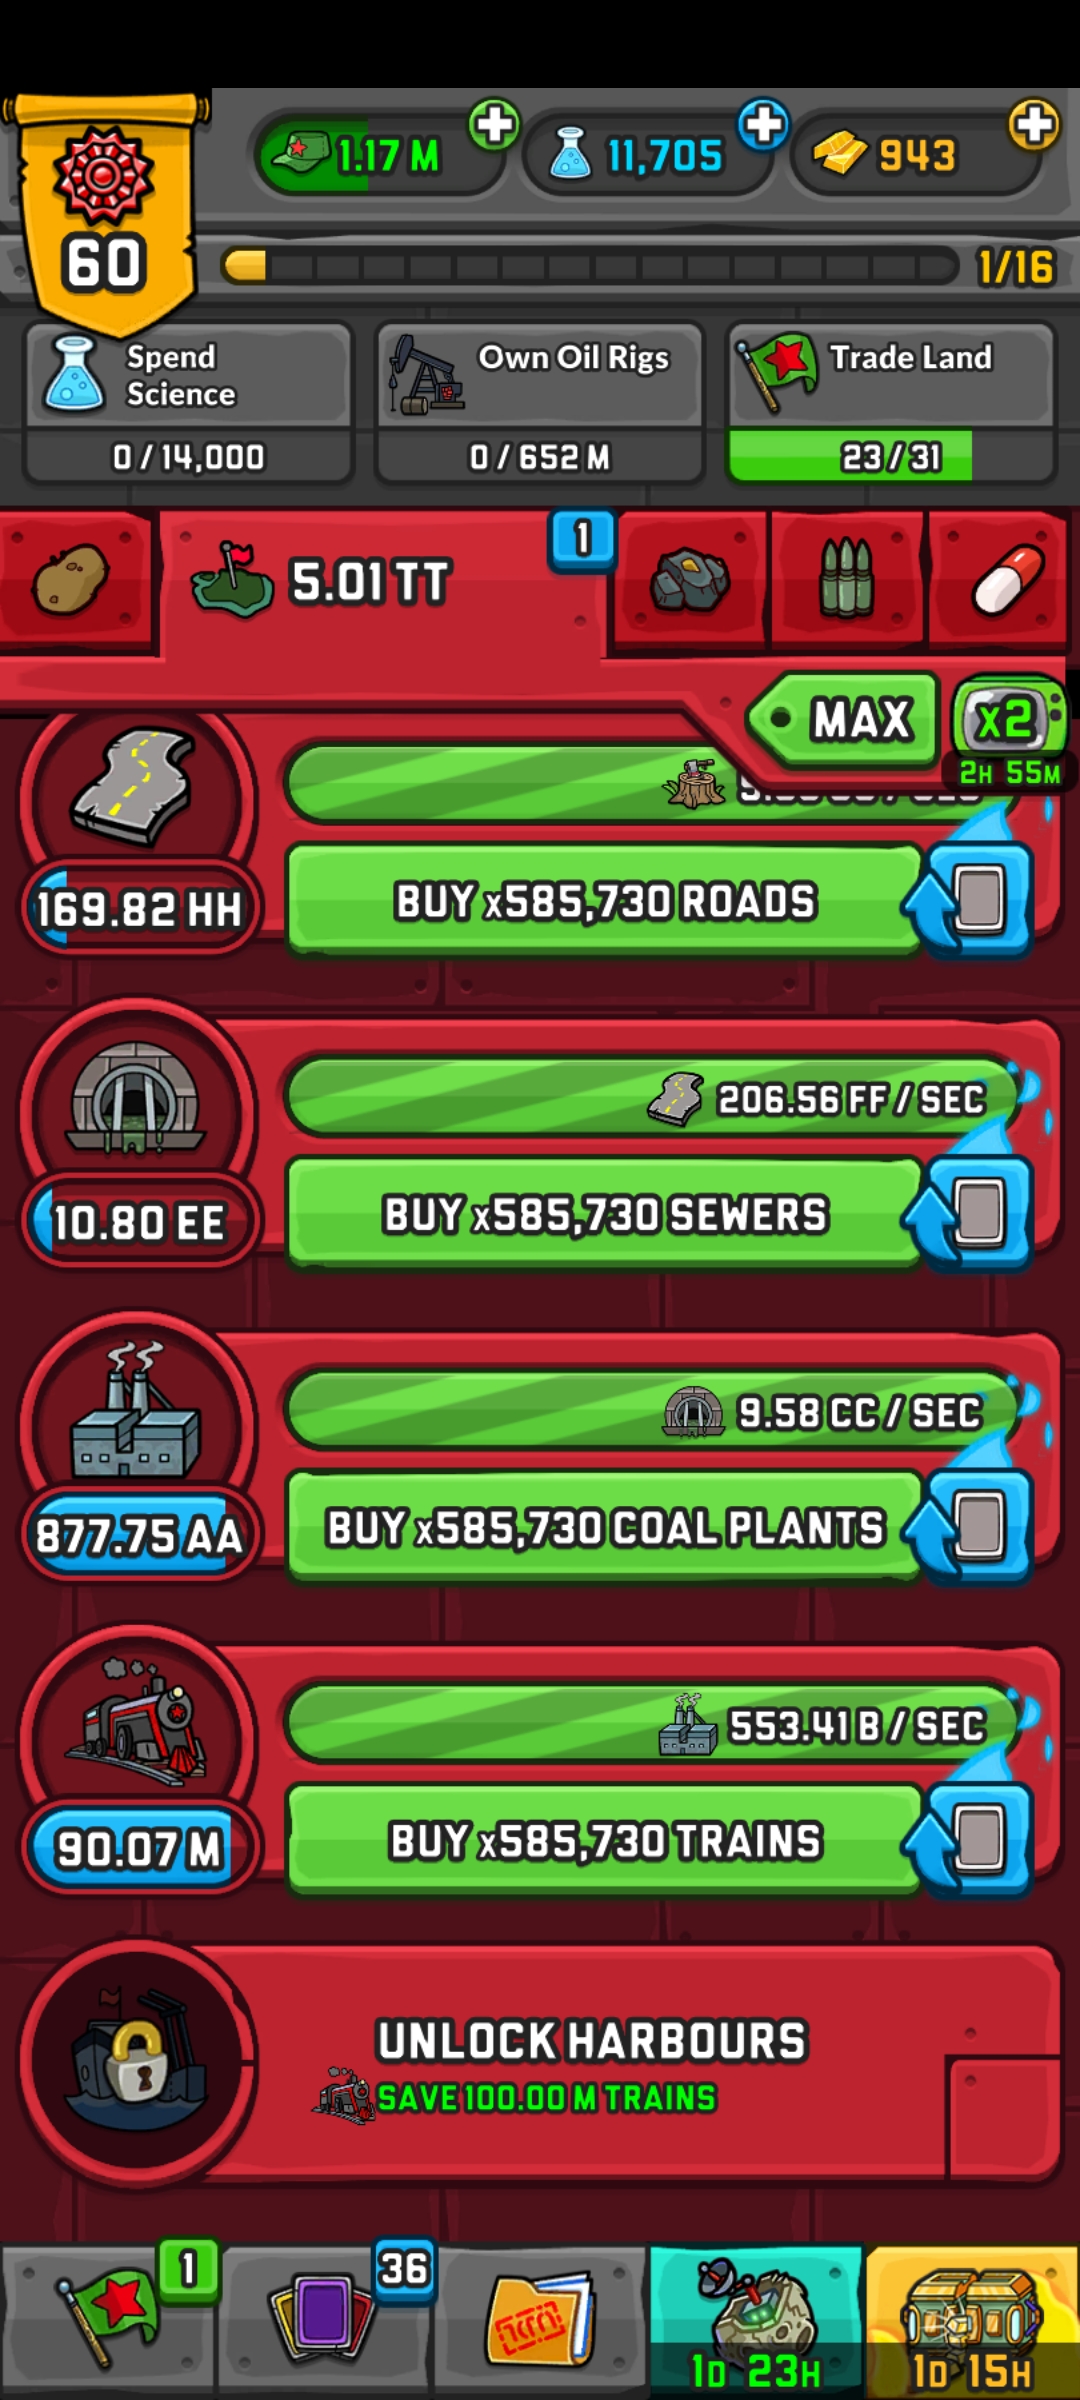 1.17 M
11,705
943
60
1/16
Spend
Science
0 / 14,000
Own Oil Rigs
0 / 652 M
Trade Land
23 / 31
5.01 TT
1
MAX
x2
2H 55M
169.82 HH
BUY x585,730 ROADS
206.56 FF / SEC
10.80 EE
BUY x585,730 SEWERS
9.58 CC / SEC
877.75 AA
BUY x585,730 COAL PLANTS
553.41 B / SEC
90.07 M
BUY x585,730 TRAINS
UNLOCK HARBOURS
SAVE 100.00 M TRAINS
1
36
1D 23H
1D 15H